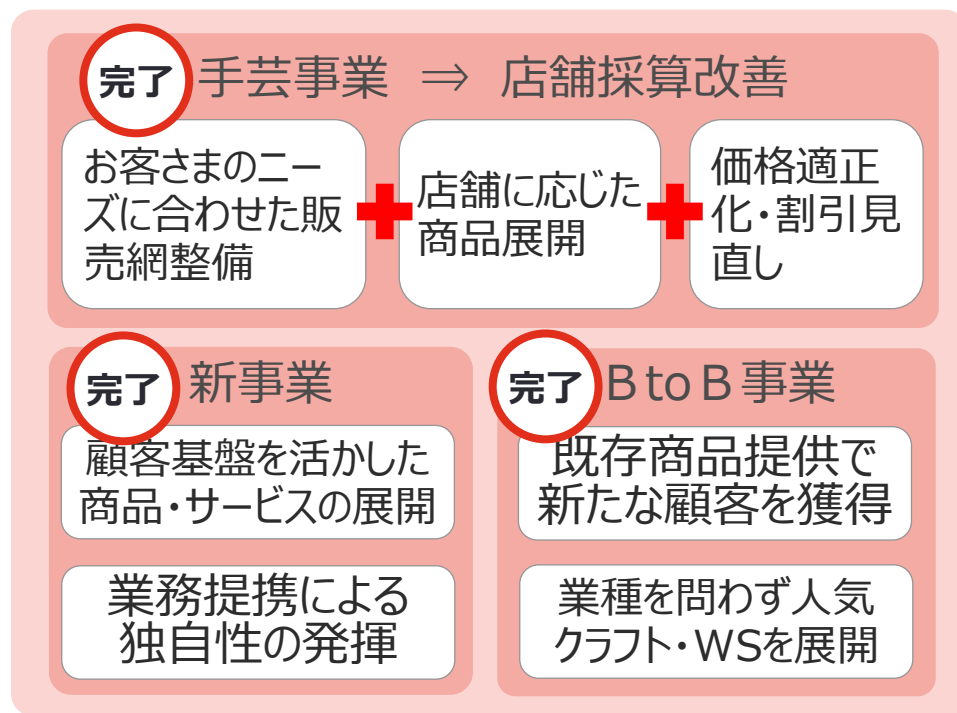 完了 手芸事業 ⇒ 店舗採算改善
お客さまのニー
ズに合わせた販
売網整備
店舗に応じた
商品展開
価格適正
化・割引見
直し
完了 新事業
顧客基盤を活かした
商品・サービスの展開
業務提携による
独自性の発揮
完了 BtoB事業
既存商品提供で
新たな顧客を獲得
業種を問わず人気
クラフト・WSを展開